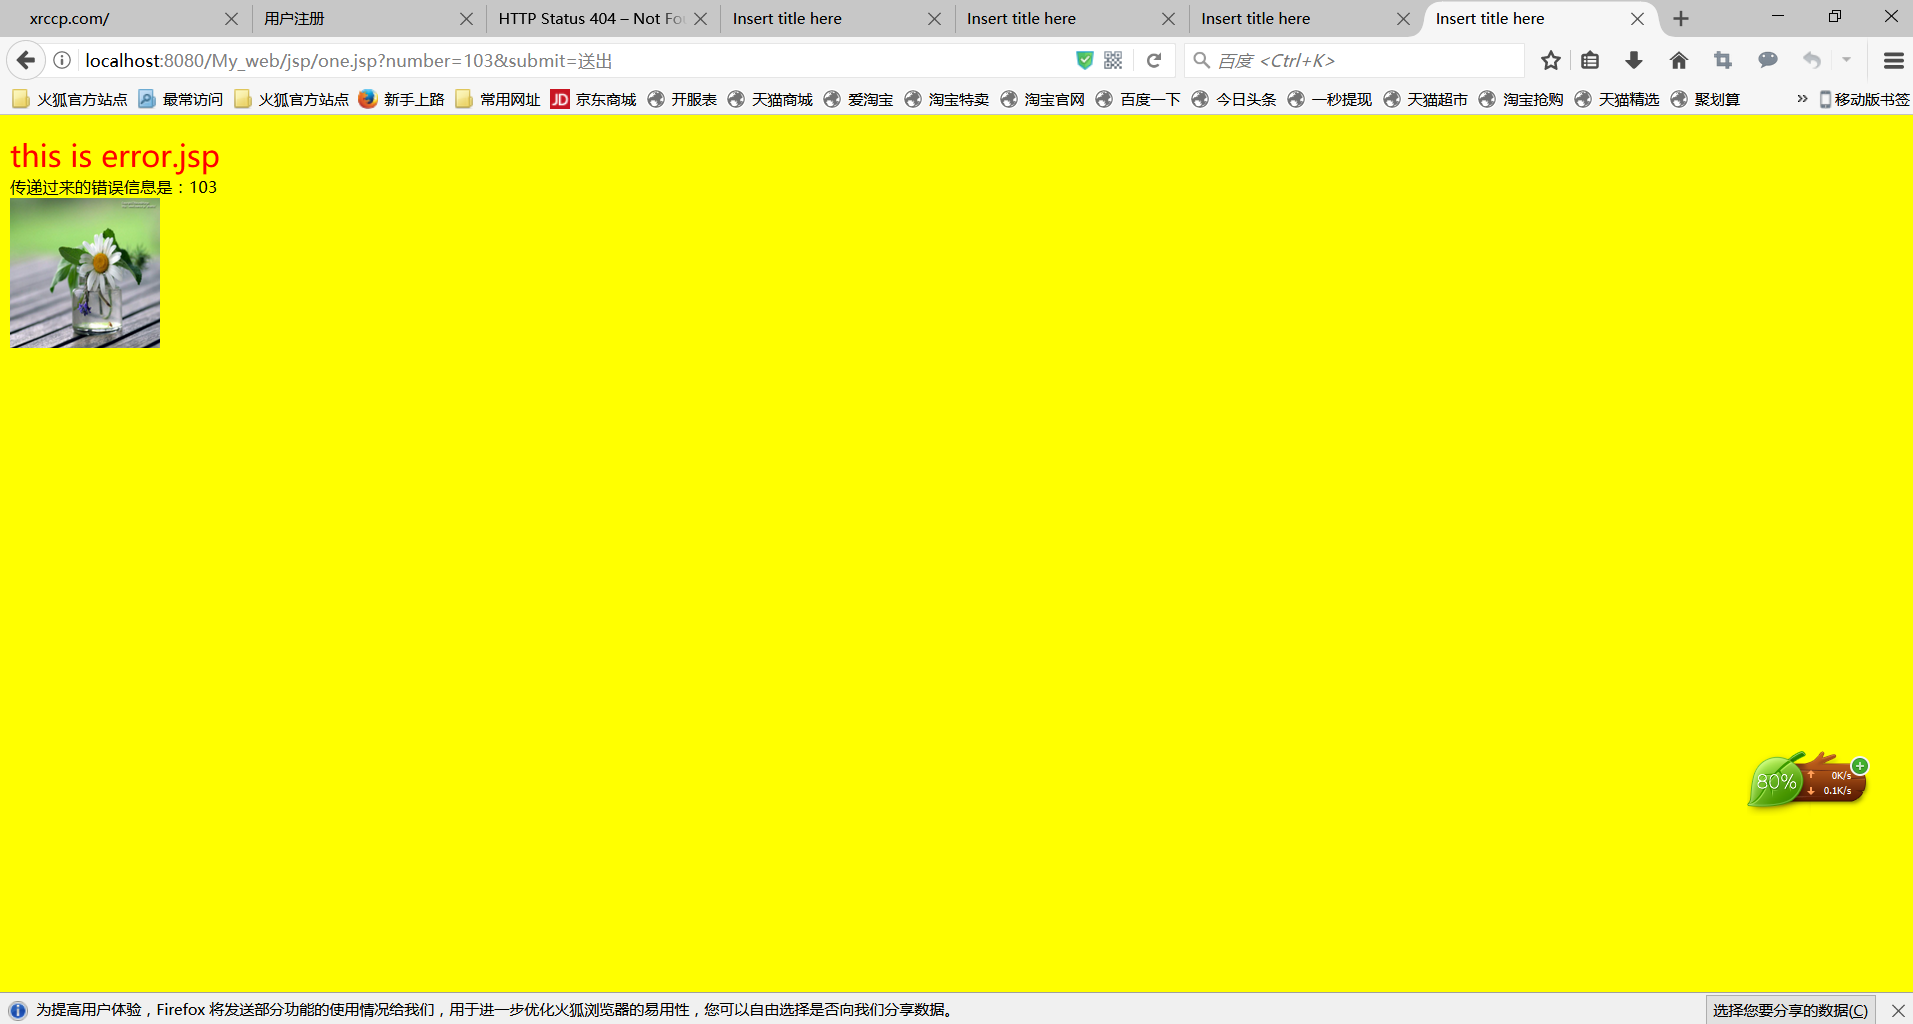 xrccp.com/
用户注册
HTTP Status 404 – Not Fou
Insert title here
Insert title here
Insert title here
Insert title here
localhost:8080/My_web/jsp/one.jsp?number=103&submit=送出
百度 <Ctrl+K>
火狐官方站点 最常访问 火狐官方站点 新手上路 常用网址 JD 京东商城 开服表 天猫商城 爱淘宝 淘宝特卖 淘宝官网 百度一下 今日头条 一秒提现 天猫超市 淘宝抢购 天猫精选 聚划算 » 移动版书签
this is error.jsp
传递过来的错误信息是：103
80%
0K/s
0.1K/s
为提高用户体验，Firefox 将发送部分功能的使用情况给我们，用于进一步优化火狐浏览器的易用性，您可以自由选择是否向我们分享数据。
选择您要分享的数据(C)